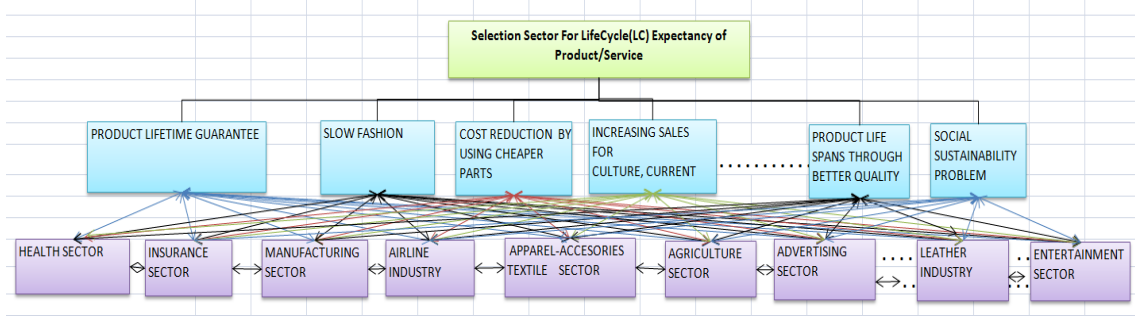 Selection Sector For LifeCycle(LC) Expectancy of
Product/Service
PRODUCT LIFETIME GUARANTEE
SLOW FASHION
COST REDUCTION BY
USING CHEAPER
PARTS
INCREASING SALES
FOR
CULTURE, CURRENT
PRODUCT LIFE
SPANS THROUGH
BETTER QUALITY
SOCIAL
SUSTAINABILITY
PROBLEM
HEALTH SECTOR
INSURANCE
SECTOR
MANUFACTURING
SECTOR
AIRLINE
INDUSTRY
APPAREL-ACCESORIES
TEXTILE SECTOR
AGRICULTURE
SECTOR
ADVERTISING
SECTOR
LEATHER
INDUSTRY
ENTERTAINMENT
SECTOR